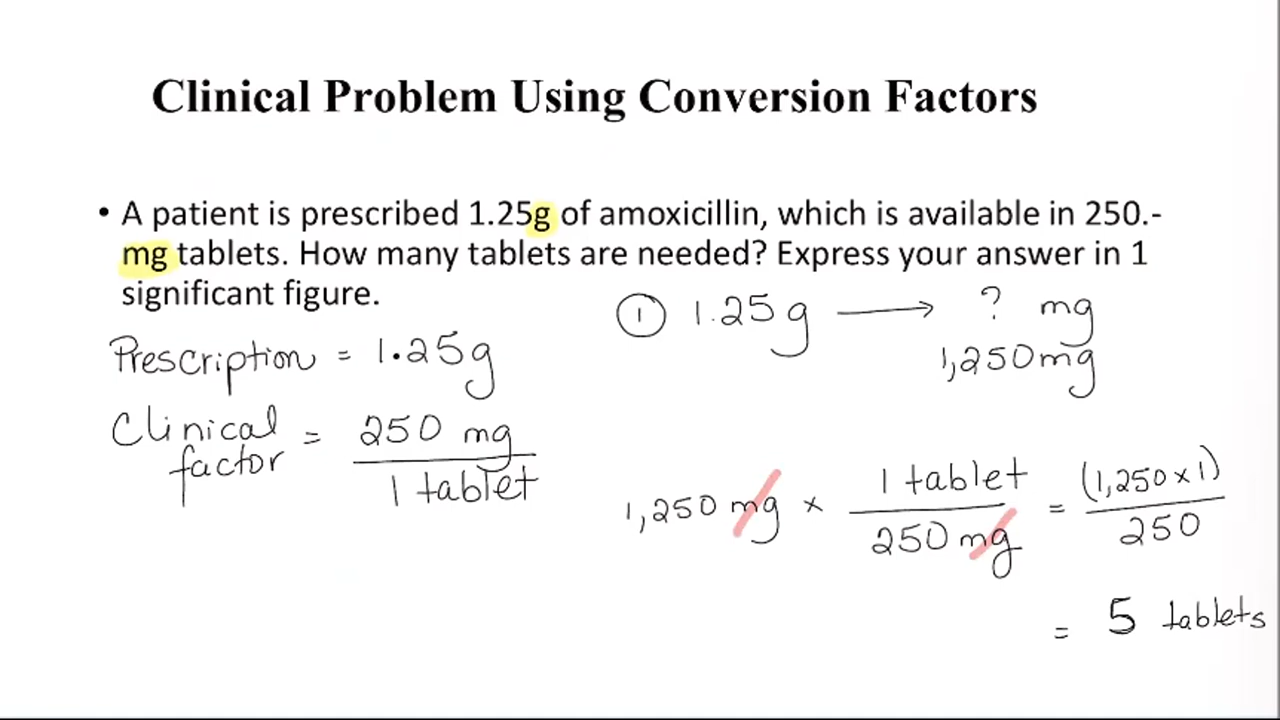 Clinical Problem Using Conversion Factors
• A patient is prescribed 1.25g of amoxicillin, which is available in 250.-
mg tablets. How many tablets are needed? Express your answer in 1
significant figure.
① 1.25g ⟶ ? mg
1,250mg
Prescription = 1.25g
Clinical factor = 250 mg / 1 tablet
1,250 mg × 1 tablet / 250 mg = (1,250 x 1) / 250
= 5 tablets